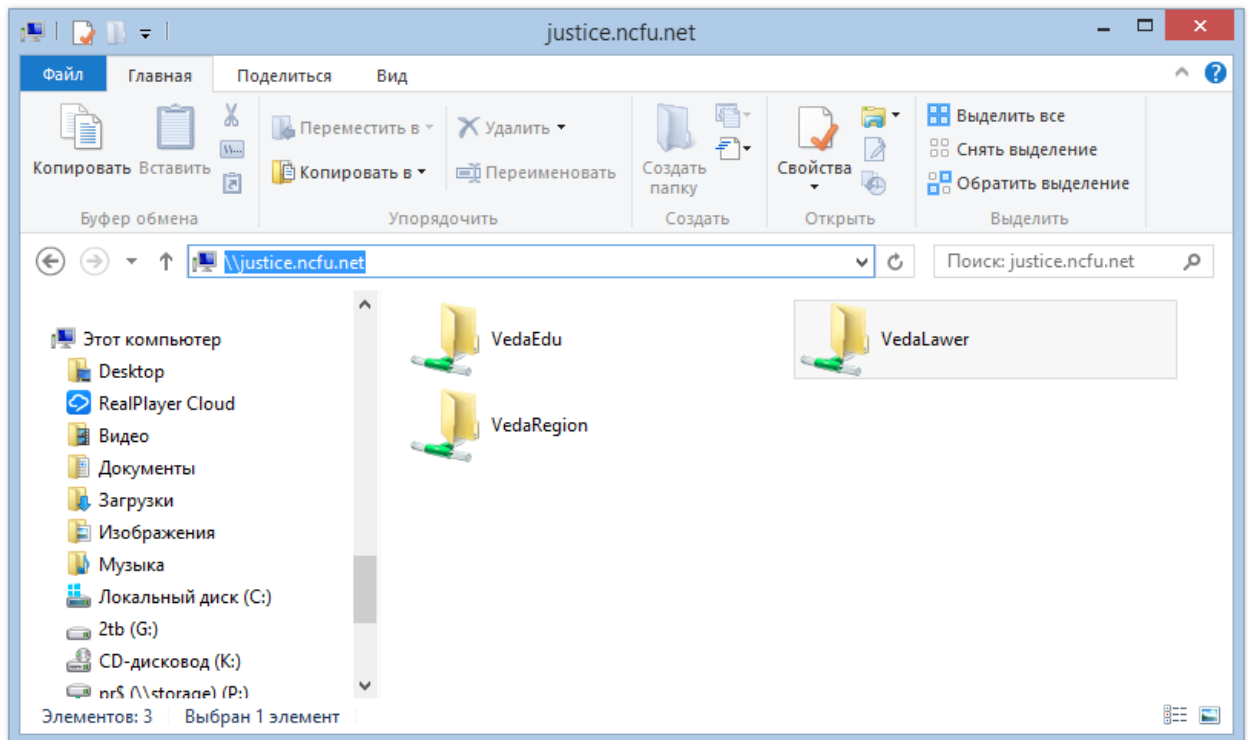 justice.ncfu.net
Файл Главная Поделиться Вид
Копировать
Вставить
Буфер обмена
Переместить в
Копировать в
Удалить
Переименовать
Упорядочить
Создать папку
Создать
Свойства
Открыть
Выделить все
Снять выделение
Обратить выделение
Выделить
\\justice.ncfu.net
Поиск: justice.ncfu.net
Этот компьютер
Desktop
RealPlayer Cloud
Видео
Документы
Загрузки
Изображения
Музыка
Локальный диск (C:)
2tb (G:)
CD-дисковод (K:)
pr$ (\\storage) (P:)
VedaEdu
VedaLawer
VedaRegion
Элементов: 3 Выбран 1 элемент